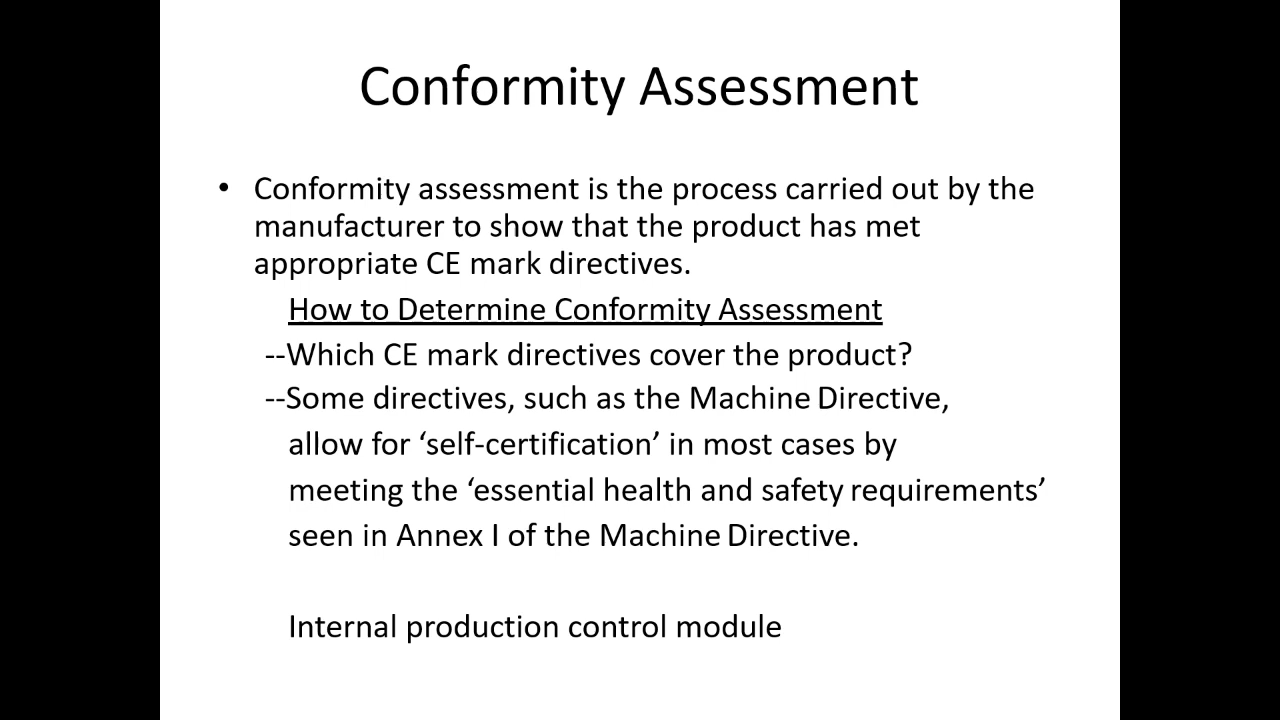 Conformity Assessment
• Conformity assessment is the process carried out by the
manufacturer to show that the product has met
appropriate CE mark directives.
How to Determine Conformity Assessment
--Which CE mark directives cover the product?
--Some directives, such as the Machine Directive,
allow for ‘self-certification’ in most cases by
meeting the ‘essential health and safety requirements’
seen in Annex I of the Machine Directive.
Internal production control module